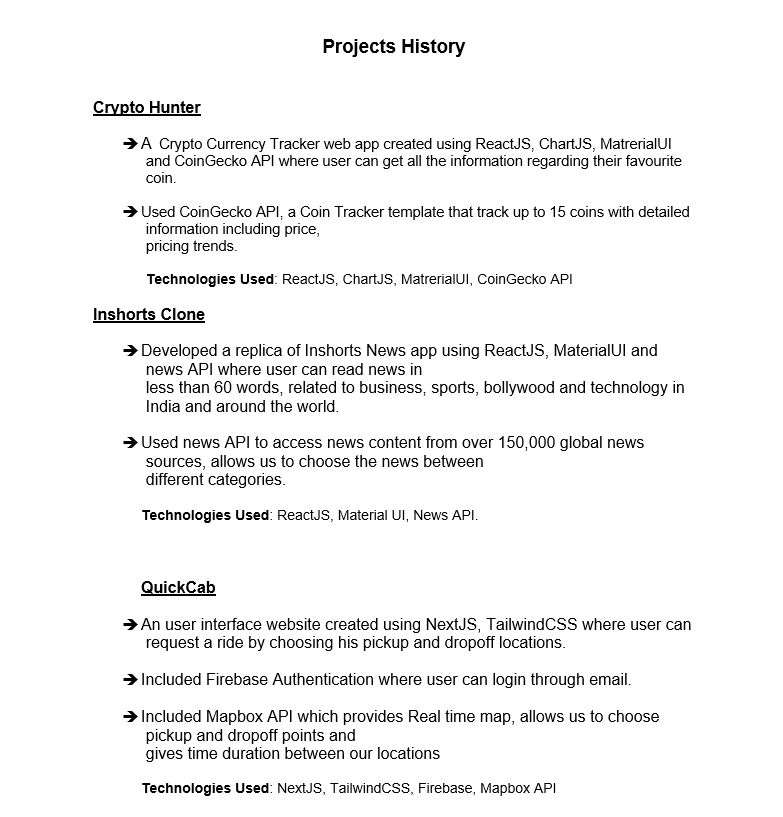 Projects History
Crypto Hunter
➔ A Crypto Currency Tracker web app created using ReactJS, ChartJS, MatrerialUI
and CoinGecko API where user can get all the information regarding their favourite
coin.
➔ Used CoinGecko API, a Coin Tracker template that track up to 15 coins with detailed
information including price,
pricing trends.
Technologies Used: ReactJS, ChartJS, MatrerialUI, CoinGecko API
Inshorts Clone
➔ Developed a replica of Inshorts News app using ReactJS, MaterialUI and
news API where user can read news in
less than 60 words, related to business, sports, bollywood and technology in
India and around the world.
➔ Used news API to access news content from over 150,000 global news
sources, allows us to choose the news between
different categories.
Technologies Used: ReactJS, Material UI, News API.
QuickCab
➔ An user interface website created using NextJS, TailwindCSS where user can
request a ride by choosing his pickup and dropoff locations.
➔ Included Firebase Authentication where user can login through email.
➔ Included Mapbox API which provides Real time map, allows us to choose
pickup and dropoff points and
gives time duration between our locations
Technologies Used: NextJS, TailwindCSS, Firebase, Mapbox API